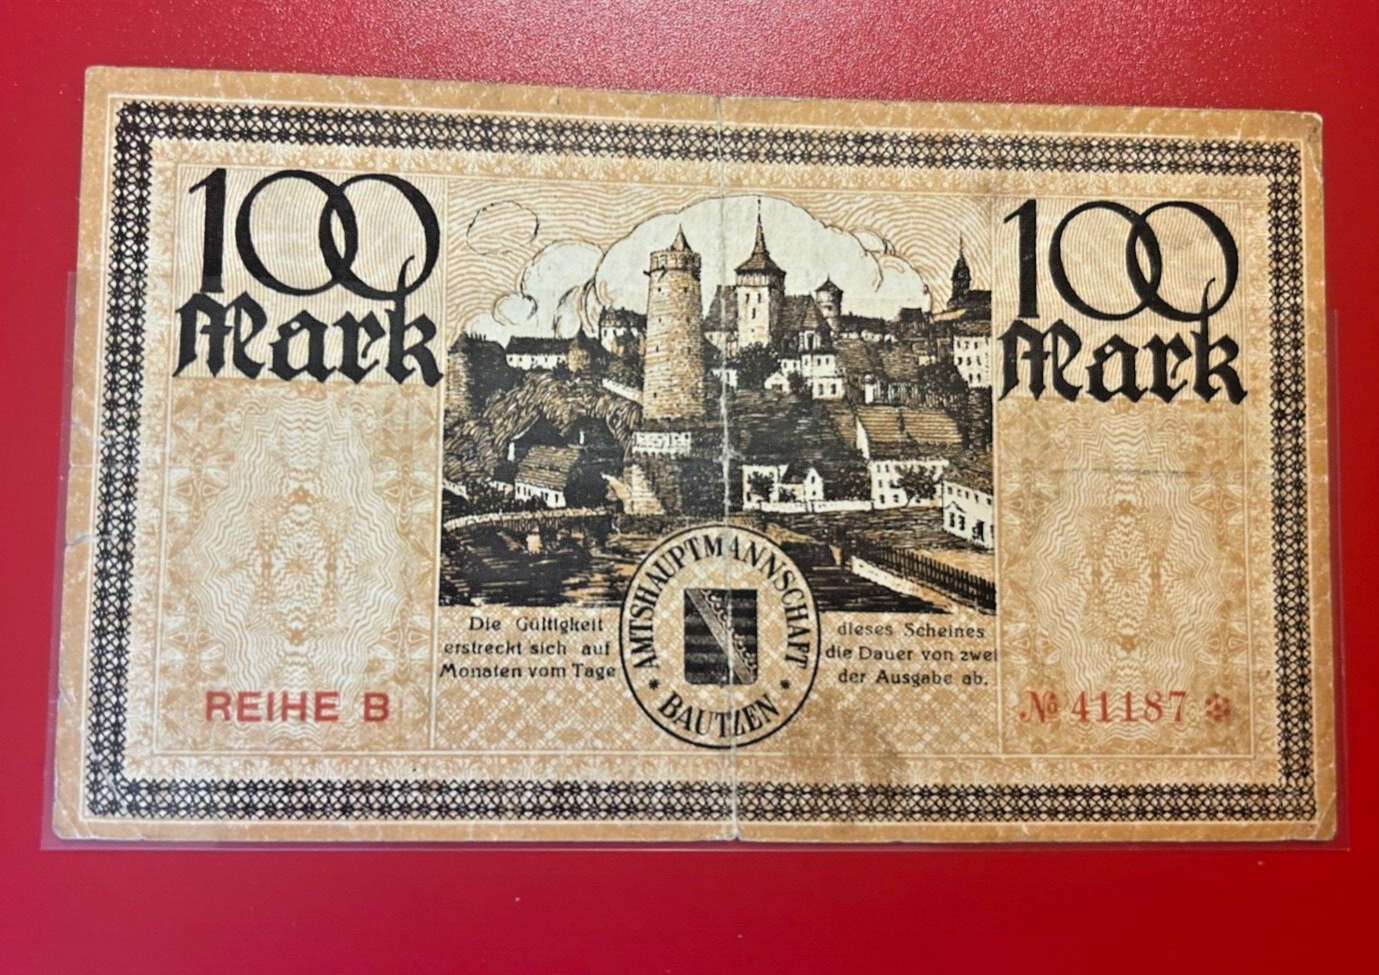 100
Mark
100
Mark
Die Gültigkeit
erstreckt sich auf
Monaten vom Tage
AMTSHAUPTMANNSCHAFT
* BAUTZEN *
dieses Scheines
die Dauer von zwei
der Ausgabe ab.
REIHE B
№ 41187 *